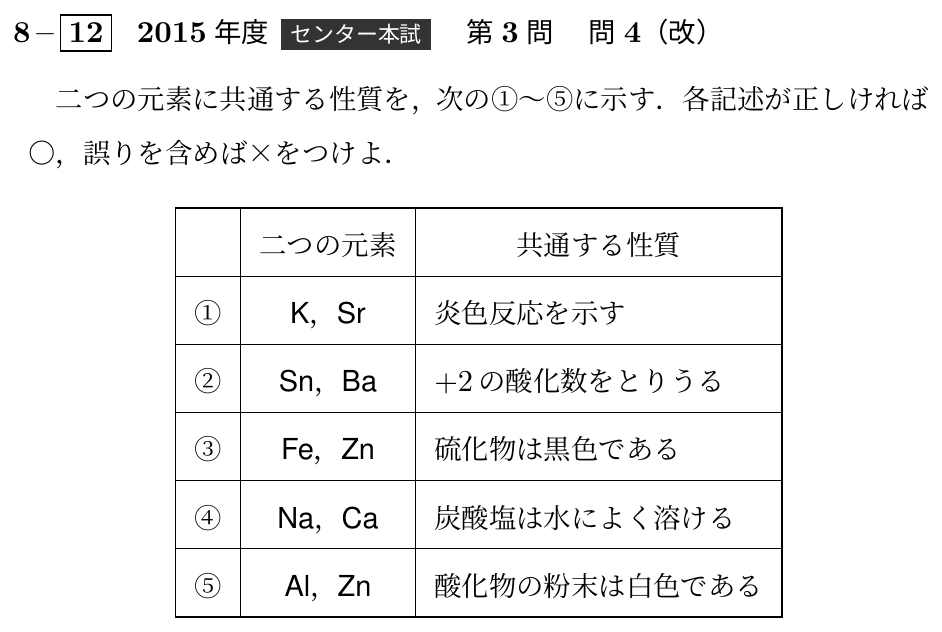 8－12 2015年度 センター本試 第3問 問4（改）
二つの元素に共通する性質を，次の①～⑤に示す．各記述が正しければ
○，誤りを含めば×をつけよ．
二つの元素 共通する性質
① K，Sr 炎色反応を示す
② Sn，Ba +2の酸化数をとりうる
③ Fe，Zn 硫化物は黒色である
④ Na，Ca 炭酸塩は水によく溶ける
⑤ Al，Zn 酸化物の粉末は白色である